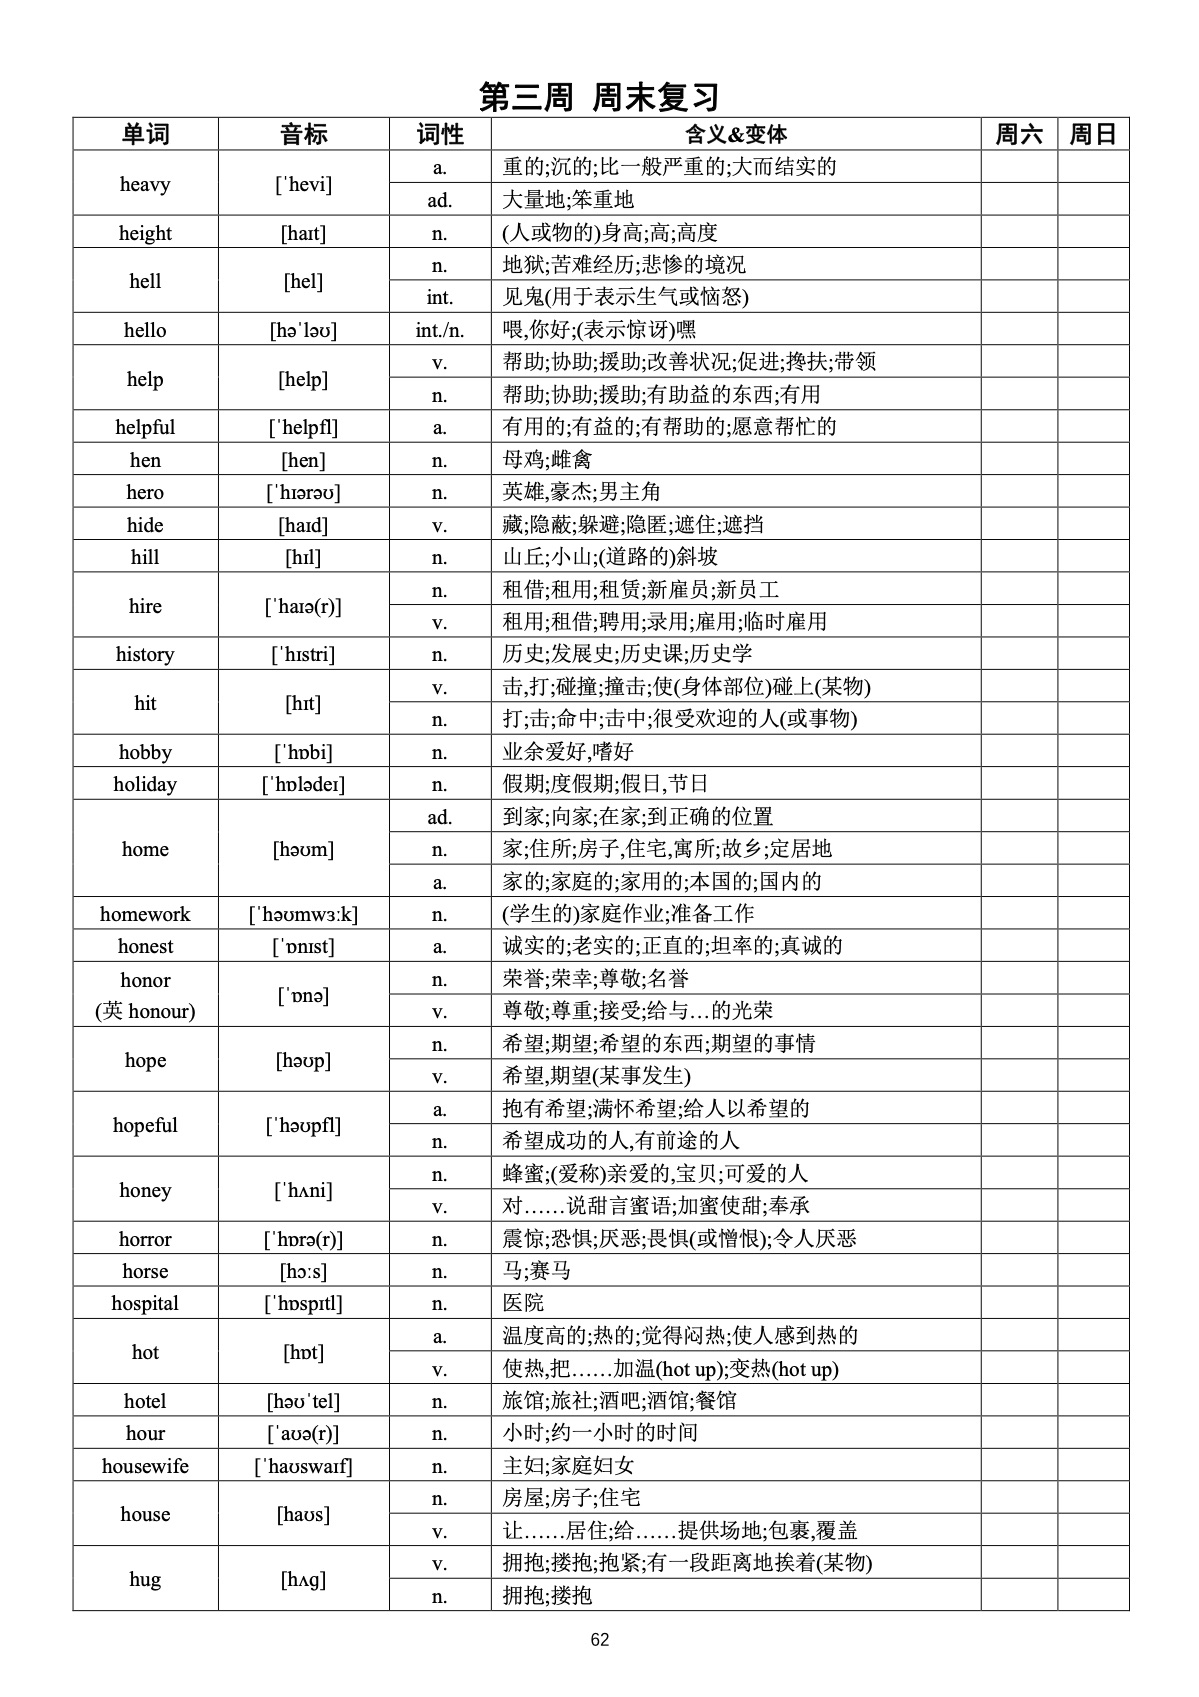 第三周 周末复习
单词 音标 词性 含义&变体 周六 周日
heavy [ˈhevi] a. 重的;沉的;比一般严重的;大而结实的
ad. 大量地;笨重地
height [haɪt] n. (人或物的)身高;高;高度
hell [hel] n. 地狱;苦难经历;悲惨的境况
int. 见鬼(用于表示生气或恼怒)
hello [həˈləʊ] int./n. 喂,你好;(表示惊讶)嘿
help [help] v. 帮助;协助;援助;改善状况;促进;搀扶;带领
n. 帮助;协助;援助;有助益的东西;有用
helpful [ˈhelpfl] a. 有用的;有益的;有帮助的;愿意帮忙的
hen [hen] n. 母鸡;雌禽
hero [ˈhɪərəʊ] n. 英雄,豪杰;男主角
hide [haɪd] v. 藏;隐蔽;躲避;隐匿;遮住;遮挡
hill [hɪl] n. 山丘;小山;(道路的)斜坡
hire [ˈhaɪə(r)] n. 租借;租用;租赁;新雇员;新员工
v. 租用;租借;聘用;录用;雇用;临时雇用
history [ˈhɪstri] n. 历史;发展史;历史课;历史学
hit [hɪt] v. 击,打;碰撞;撞击;使(身体部位)碰上(某物)
n. 打;击;命中;击中;很受欢迎的人(或事物)
hobby [ˈhɒbi] n. 业余爱好,嗜好
holiday [ˈhɒlədeɪ] n. 假期;度假期;假日,节日
home [həʊm] ad. 到家;向家;在家;到正确的位置
n. 家;住所;房子,住宅,寓所;故乡;定居地
a. 家的;家庭的;家用的;本国的;国内的
homework [ˈhəʊmwɜːk] n. (学生的)家庭作业;准备工作
honest [ˈɒnɪst] a. 诚实的;老实的;正直的;坦率的;真诚的
honor (英 honour) [ˈɒnə] n. 荣誉;荣幸;尊敬;名誉
v. 尊敬;尊重;接受;给与…的光荣
hope [həʊp] n. 希望;期望;希望的东西;期望的事情
v. 希望,期望(某事发生)
hopeful [ˈhəʊpfl] a. 抱有希望;满怀希望;给人以希望的
n. 希望成功的人,有前途的人
honey [ˈhʌni] n. 蜂蜜;(爱称)亲爱的,宝贝;可爱的人
v. 对……说甜言蜜语;加蜜使甜;奉承
horror [ˈhɒrə(r)] n. 震惊;恐惧;厌恶;畏惧(或憎恨);令人厌恶
horse [hɔːs] n. 马;赛马
hospital [ˈhɒspɪtl] n. 医院
hot [hɒt] a. 温度高的;热的;觉得闷热;使人感到热的
v. 使热,把……加温(hot up);变热(hot up)
hotel [həʊˈtel] n. 旅馆;旅社;酒吧;酒馆;餐馆
hour [ˈaʊə(r)] n. 小时;约一小时的时间
housewife [ˈhaʊswaɪf] n. 主妇;家庭妇女
house [haʊs] n. 房屋;房子;住宅
v. 让……居住;给……提供场地;包裹,覆盖
hug [hʌɡ] v. 拥抱;搂抱;抱紧;有一段距离地挨着(某物)
n. 拥抱;搂抱
62